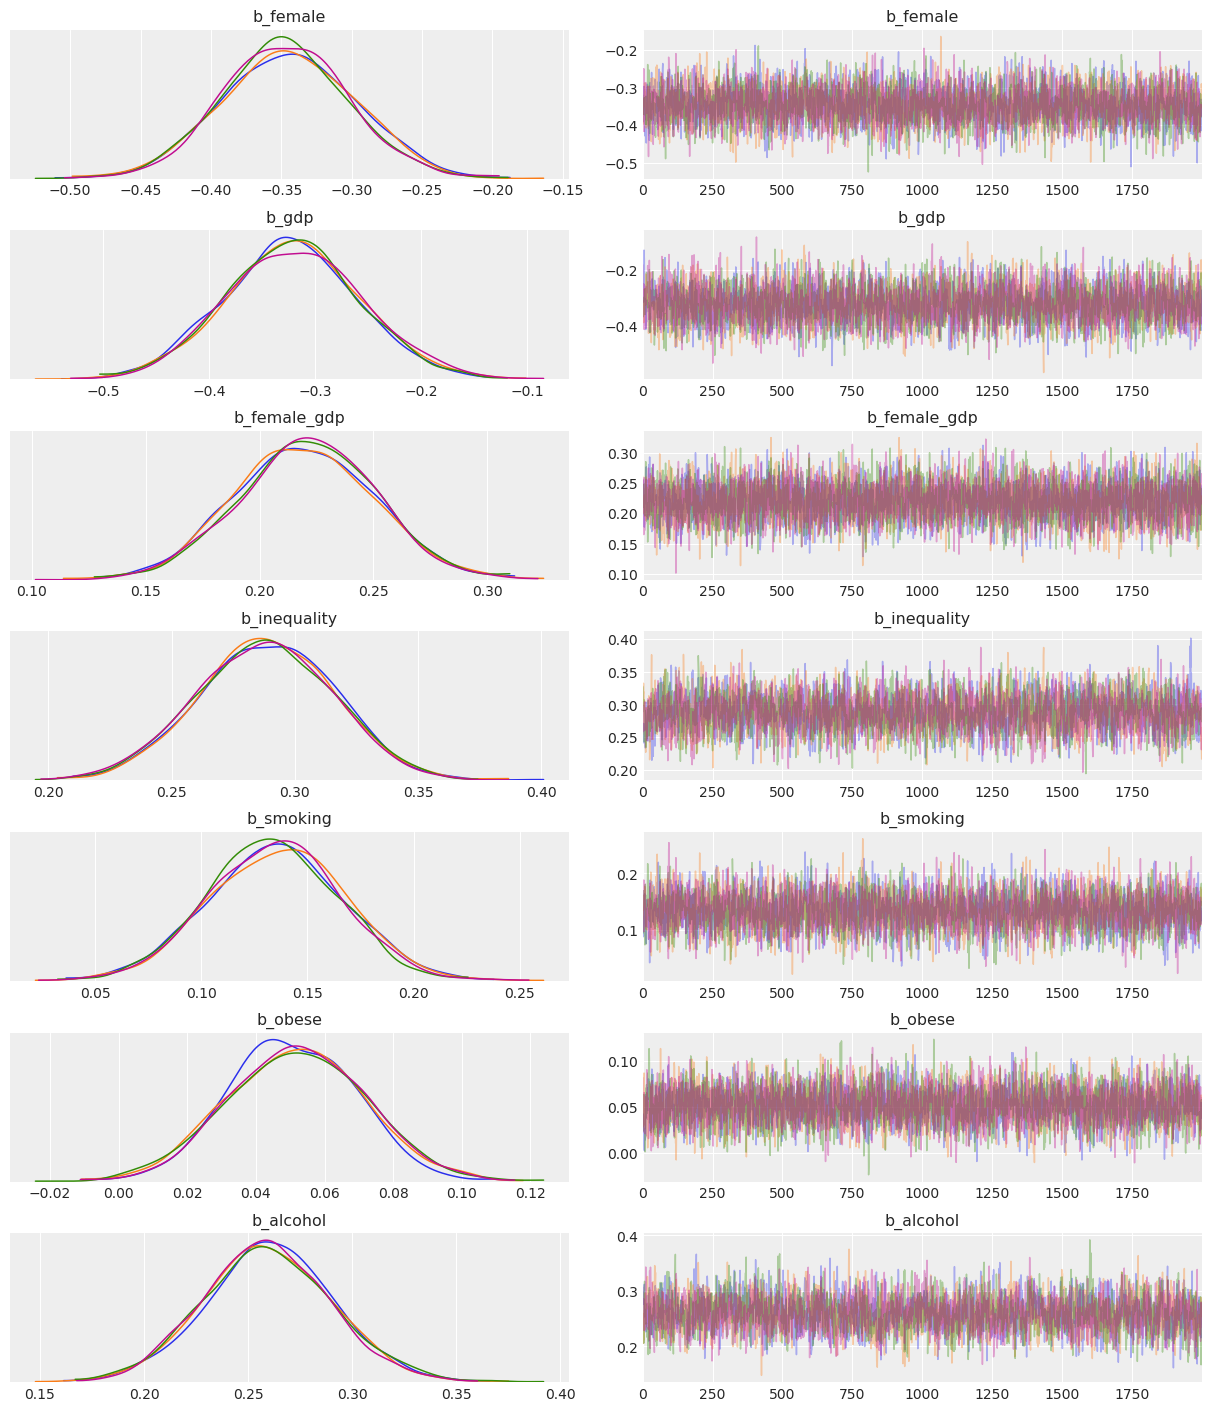 b_female b_female
−0.2
−0.3
−0.4
−0.5
−0.50 −0.45 −0.40 −0.35 −0.30 −0.25 −0.20 −0.15 0 250 500 750 1000 1250 1500 1750
b_gdp b_gdp
−0.2
−0.4
−0.5 −0.4 −0.3 −0.2 −0.1 0 250 500 750 1000 1250 1500 1750
b_female_gdp b_female_gdp
0.30
0.25
0.20
0.15
0.10
0.10 0.15 0.20 0.25 0.30 0 250 500 750 1000 1250 1500 1750
b_inequality b_inequality
0.40
0.35
0.30
0.25
0.20
0.20 0.25 0.30 0.35 0.40 0 250 500 750 1000 1250 1500 1750
b_smoking b_smoking
0.2
0.1
0.05 0.10 0.15 0.20 0.25 0 250 500 750 1000 1250 1500 1750
b_obese b_obese
0.10
0.05
0.00
−0.02 0.00 0.02 0.04 0.06 0.08 0.10 0.12 0 250 500 750 1000 1250 1500 1750
b_alcohol b_alcohol
0.4
0.3
0.2
0.15 0.20 0.25 0.30 0.35 0.40 0 250 500 750 1000 1250 1500 1750